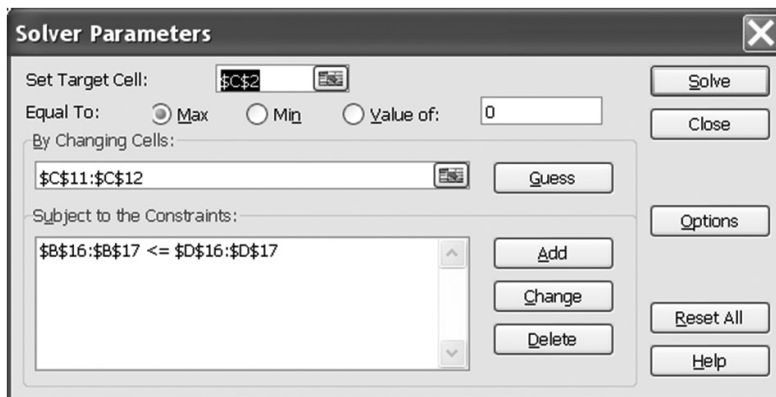 Solver Parameters
Set Target Cell: $C$2 Solve
Equal To: Max Min Value of: 0 Close
By Changing Cells:
$C$11:$C$12 Guess
Subject to the Constraints: Options
$B$16:$B$17 <= $D$16:$D$17 Add
Change Reset All
Delete Help